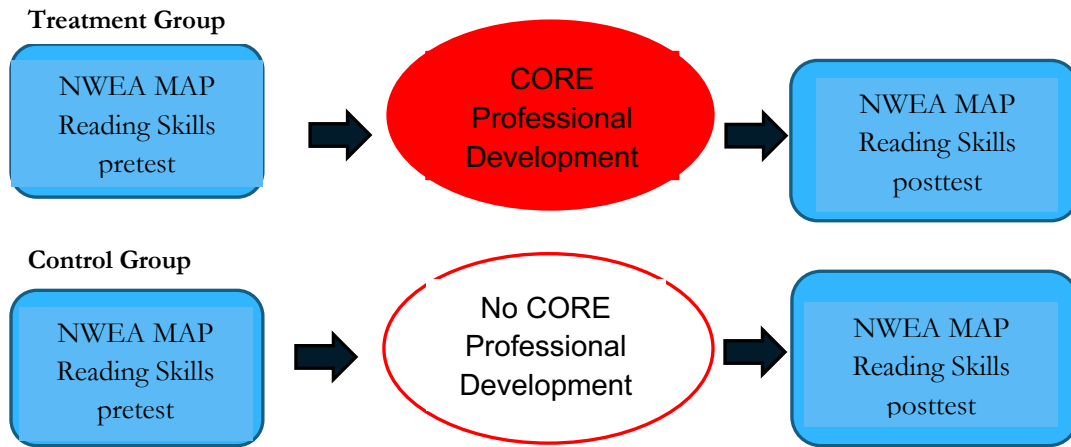 Treatment Group
NWEA MAP
Reading Skills
pretest
CORE
Professional
Development
NWEA MAP
Reading Skills
posttest
Control Group
NWEA MAP
Reading Skills
pretest
No CORE
Professional
Development
NWEA MAP
Reading Skills
posttest